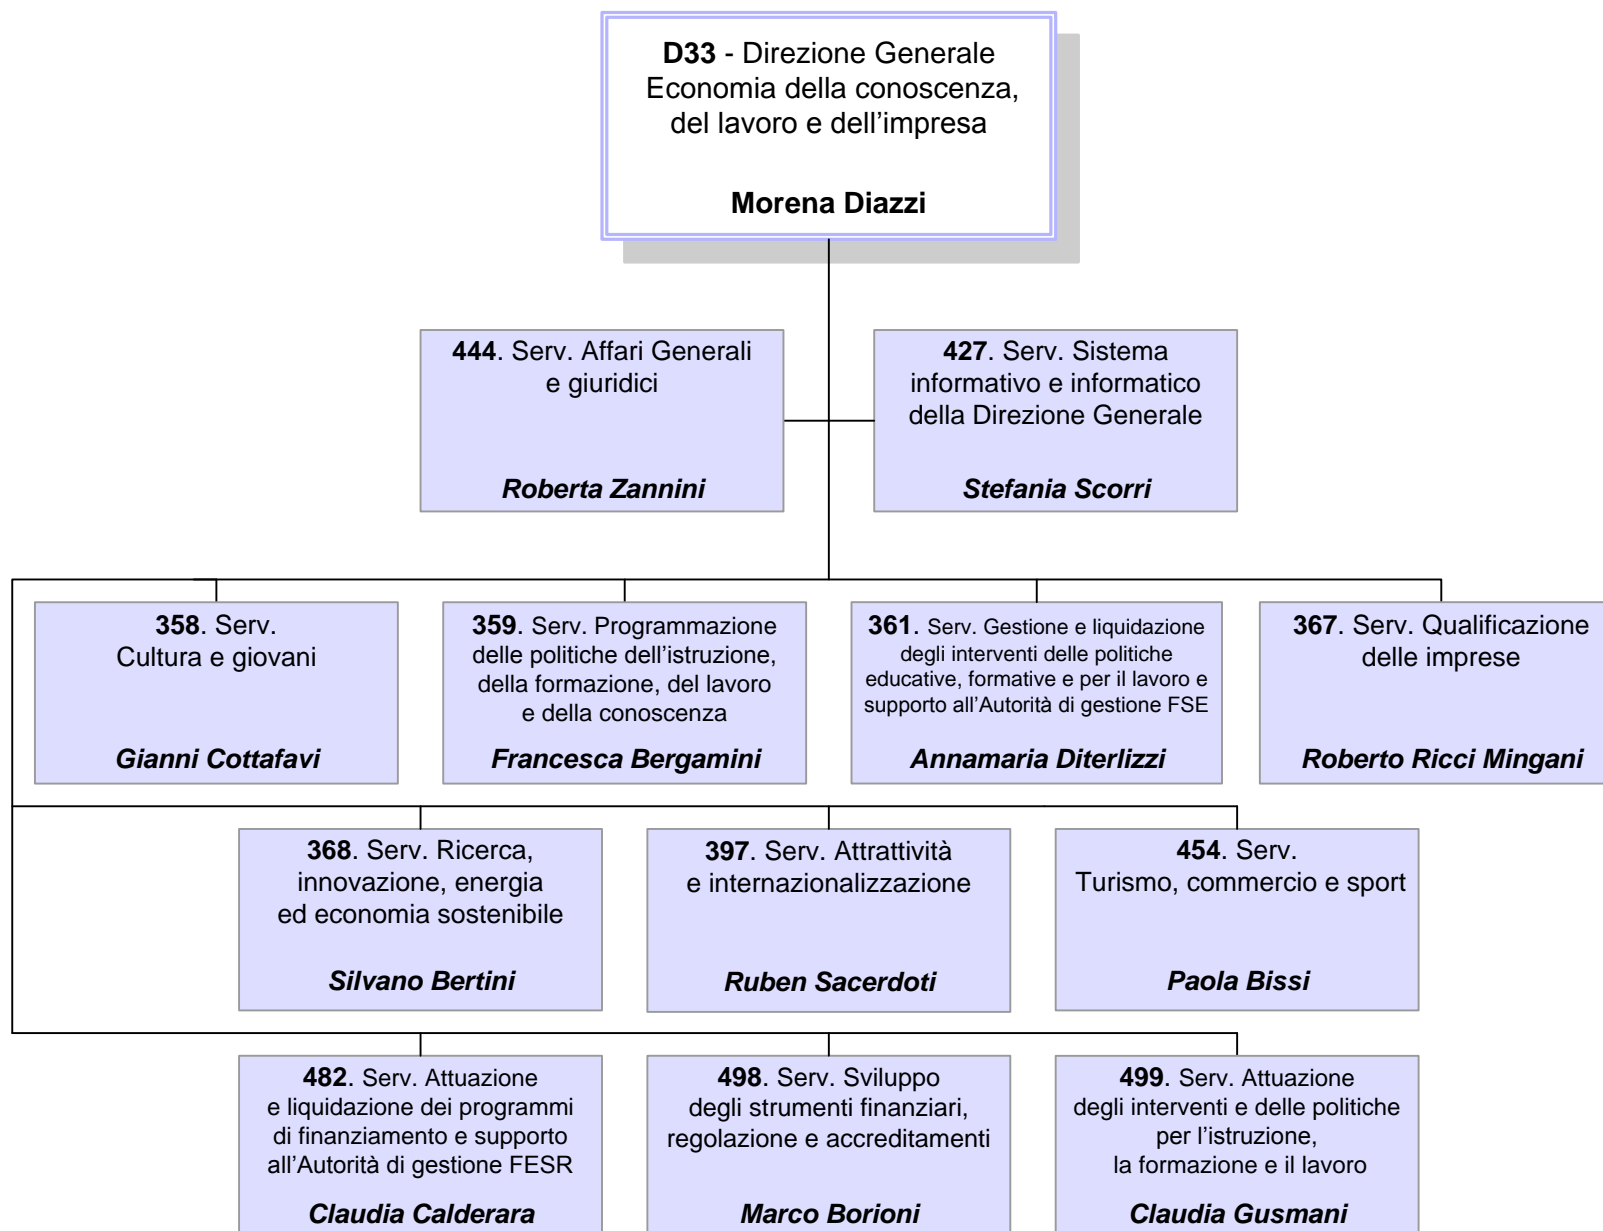 D33 - Direzione Generale
Economia della conoscenza,
del lavoro e dell’impresa
Morena Diazzi
444. Serv. Affari Generali
e giuridici
Roberta Zannini
427. Serv. Sistema
informativo e informatico
della Direzione Generale
Stefania Scorri
358. Serv.
Cultura e giovani
Gianni Cottafavi
359. Serv. Programmazione
delle politiche dell’istruzione,
della formazione, del lavoro
e della conoscenza
Francesca Bergamini
361. Serv. Gestione e liquidazione
degli interventi delle politiche
educative, formative e per il lavoro e
supporto all’Autorità di gestione FSE
Annamaria Diterlizzi
367. Serv. Qualificazione
delle imprese
Roberto Ricci Mingani
368. Serv. Ricerca,
innovazione, energia
ed economia sostenibile
Silvano Bertini
397. Serv. Attrattività
e internazionalizzazione
Ruben Sacerdoti
454. Serv.
Turismo, commercio e sport
Paola Bissi
482. Serv. Attuazione
e liquidazione dei programmi
di finanziamento e supporto
all’Autorità di gestione FESR
Claudia Calderara
498. Serv. Sviluppo
degli strumenti finanziari,
regolazione e accreditamenti
Marco Borioni
499. Serv. Attuazione
degli interventi e delle politiche
per l’istruzione,
la formazione e il lavoro
Claudia Gusmani